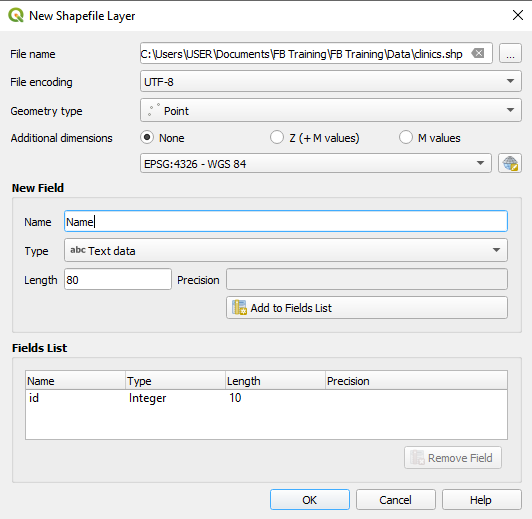 New Shapefile Layer
File name C:\Users\USER\Documents\FB Training\FB Training\Data\clinics.shp ...
File encoding UTF-8
Geometry type Point
Additional dimensions None Z (+ M values) M values
EPSG:4326 - WGS 84
New Field
Name Name
Type abc Text data
Length 80 Precision
Add to Fields List
Fields List
Name Type Length Precision
id Integer 10
Remove Field
OK Cancel Help